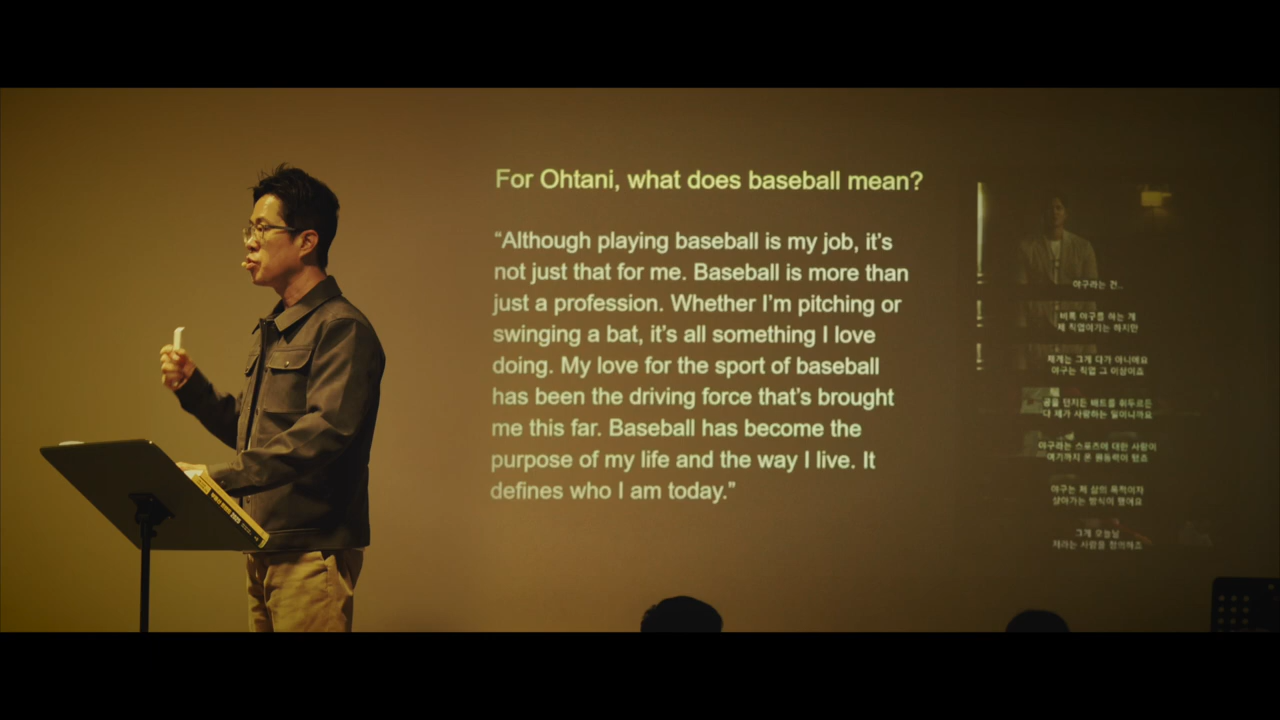 For Ohtani, what does baseball mean?
“Although playing baseball is my job, it’s
not just that for me. Baseball is more than
just a profession. Whether I’m pitching or
swinging a bat, it’s all something I love
doing. My love for the sport of baseball
has been the driving force that’s brought
me this far. Baseball has become the
purpose of my life and the way I live. It
defines who I am today.”
야구라는 건...
비록 야구를 하는 게
제 직업이기는 하지만
제게는 그게 다가 아니에요
야구는 직업 그 이상이죠
공을 던지든 배트를 휘두르든
다 제가 사랑하는 일이니까요
야구라는 스포츠에 대한 사랑이
여기까지 온 원동력이 됐죠
야구는 제 삶의 목적이자
살아가는 방식이 됐어요
그게 오늘날
저라는 사람을 정의하죠